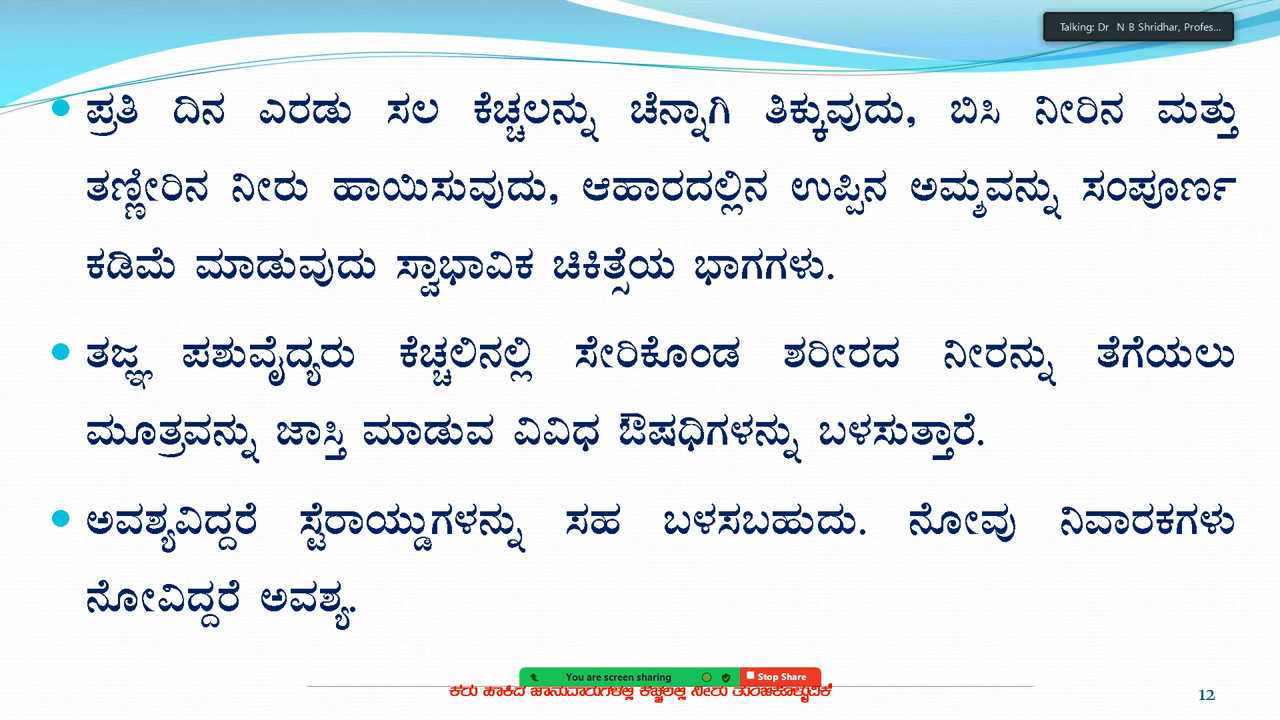 Talking: Dr N B Shridhar, Profes...
ಪ್ರತಿ ದಿನ ಎರಡು ಸಲ ಕೆಚ್ಚಲನ್ನು ಚೆನ್ನಾಗಿ ತಿಕ್ಕುವುದು, ಬಿಸಿ ನೀರಿನ ಮತ್ತು
ತಣ್ಣೀರಿನ ನೀರು ಹಾಯಿಸುವುದು, ಆಹಾರದಲ್ಲಿನ ಉಪ್ಪಿನ ಅಮ್ಶವನ್ನು ಸಂಪೂರ್ಣ
ಕಡಿಮೆ ಮಾಡುವುದು ಸ್ವಾಭಾವಿಕ ಚಿಕಿತ್ಸೆಯ ಭಾಗಗಳು.
ತಜ್ಞ ಪಶುವೈದ್ಯರು ಕೆಚ್ಚಲಿನಲ್ಲಿ ಸೇರಿಕೊಂಡ ಶರೀರದ ನೀರನ್ನು ತೆಗೆಯಲು
ಮೂತ್ರವನ್ನು ಜಾಸ್ತಿ ಮಾಡುವ ವಿವಿಧ ಔಷಧಿಗಳನ್ನು ಬಳಸುತ್ತಾರೆ.
ಅವಶ್ಯವಿದ್ದರೆ ಸ್ಟೆರಾಯ್ಡುಗಳನ್ನು ಸಹ ಬಳಸಬಹುದು. ನೋವು ನಿವಾರಕಗಳು
ನೋವಿದ್ದರೆ ಅವಶ್ಯ.
You are screen sharing Stop Share
12